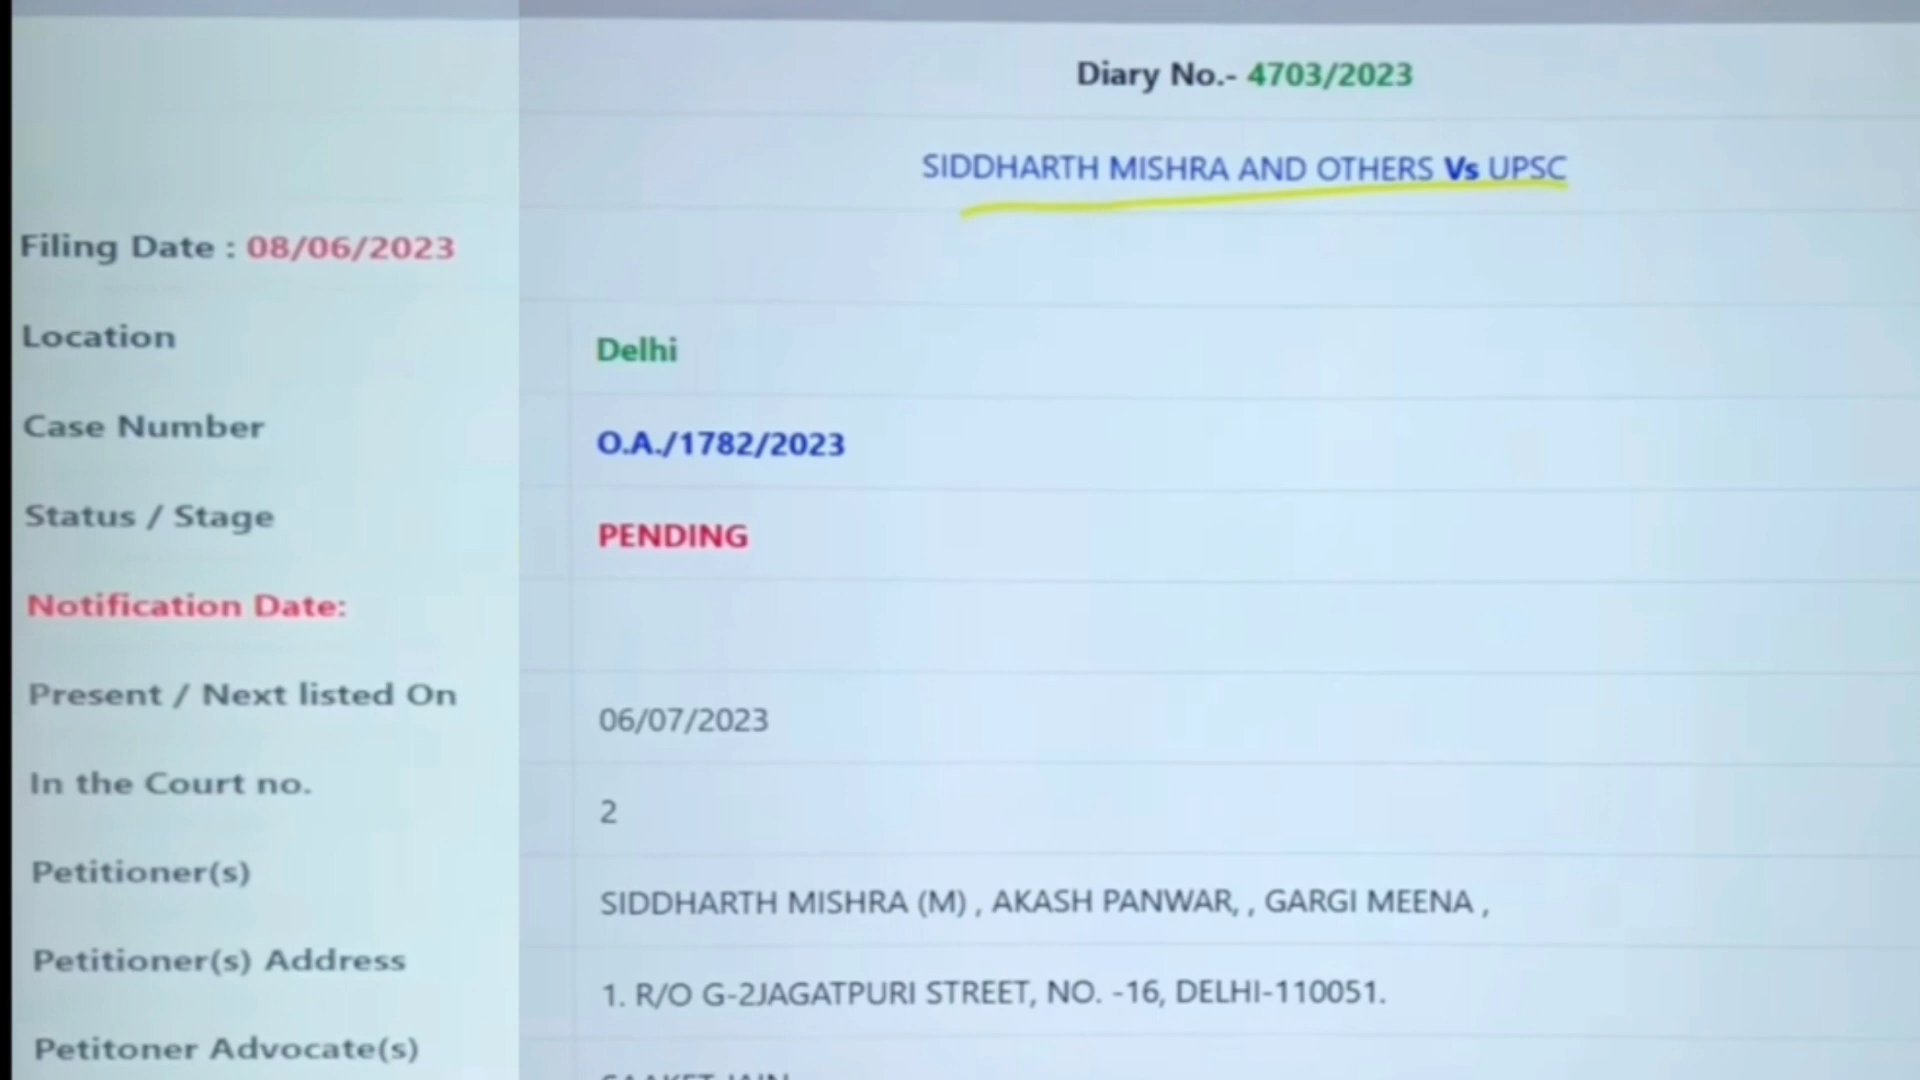 Diary No.- 4703/2023
SIDDHARTH MISHRA AND OTHERS Vs UPSC
Filing Date : 08/06/2023
Location
Delhi
Case Number
O.A./1782/2023
Status / Stage
PENDING
Notification Date:
Present / Next listed On
06/07/2023
In the Court no.
2
Petitioner(s)
SIDDHARTH MISHRA (M) , AKASH PANWAR, , GARGI MEENA ,
Petitioner(s) Address
1. R/O G-2JAGATPURI STREET, NO. -16, DELHI-110051.
Petitoner Advocate(s)